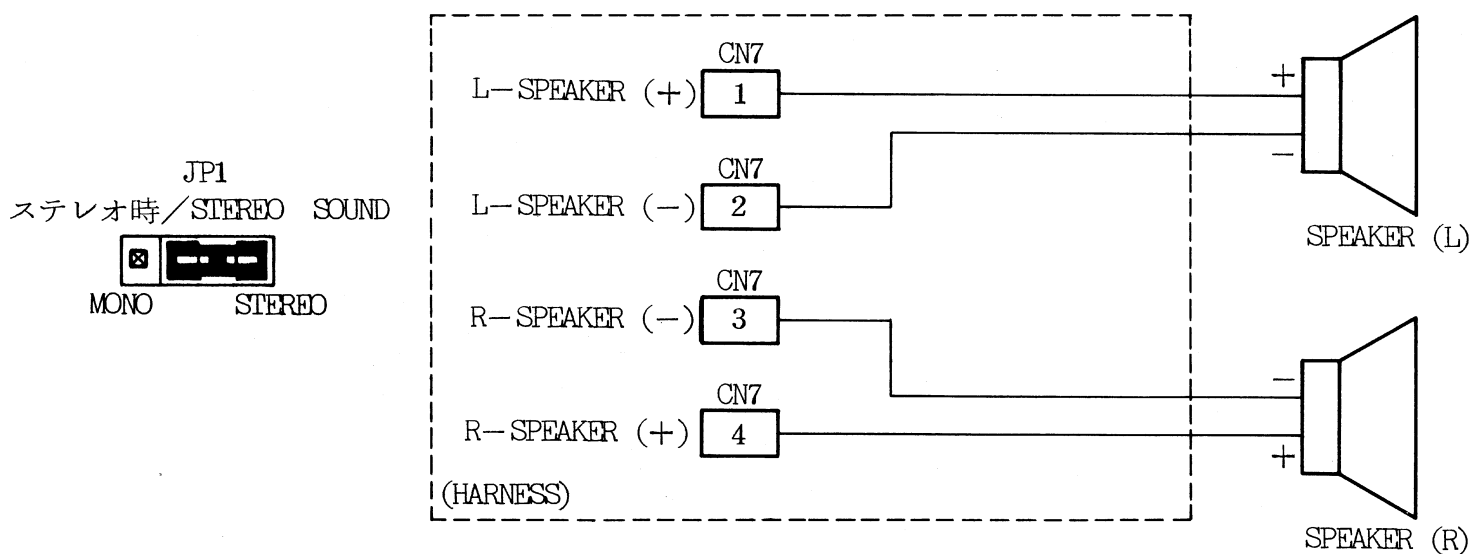 JP1
ステレオ時/STEREO SOUND
MONO STEREO
CN7
L-SPEAKER (+) 1
CN7
L-SPEAKER (-) 2
CN7
R-SPEAKER (-) 3
CN7
R-SPEAKER (+) 4
(HARNESS)
+
-
SPEAKER (L)
-
+
SPEAKER (R)